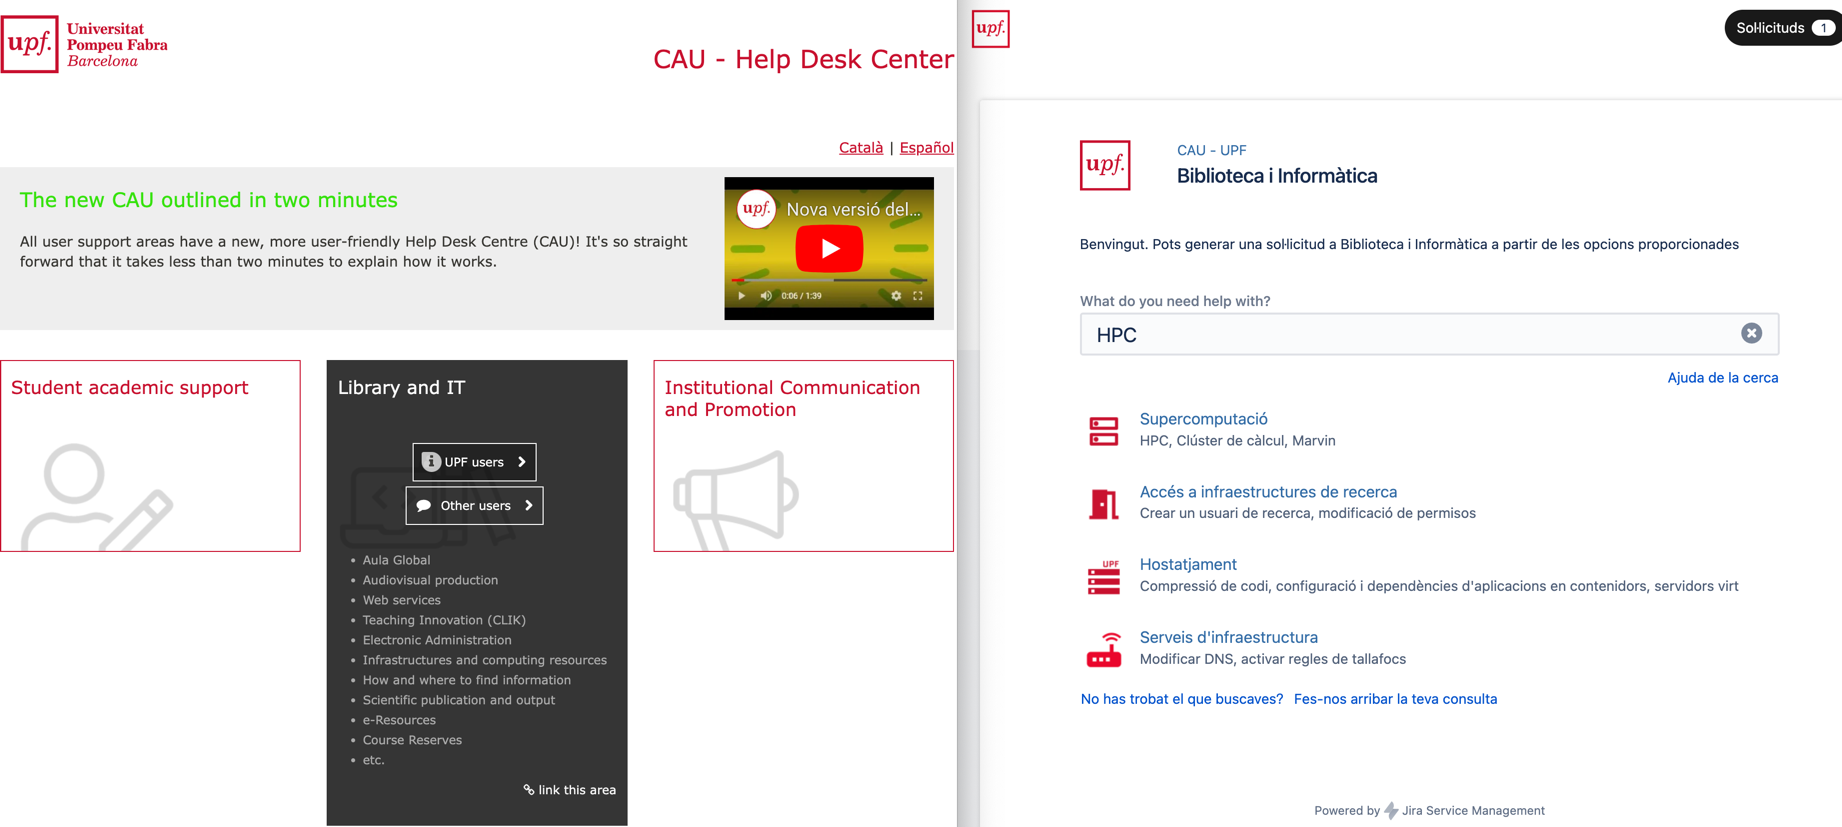 upf.
Universitat
Pompeu Fabra
Barcelona
CAU - Help Desk Center
Català | Español
The new CAU outlined in two minutes
All user support areas have a new, more user-friendly Help Desk Centre (CAU)! It's so straight
forward that it takes less than two minutes to explain how it works.
upf.
Nova versió del...
0:06 / 1:39
Student academic support
Library and IT
UPF users
Other users
• Aula Global
• Audiovisual production
• Web services
• Teaching Innovation (CLIK)
• Electronic Administration
• Infrastructures and computing resources
• How and where to find information
• Scientific publication and output
• e-Resources
• Course Reserves
• etc.
link this area
Institutional Communication
and Promotion
upf.
Sol·licituds 1
upf.
CAU - UPF
Biblioteca i Informàtica
Benvingut. Pots generar una sol·licitud a Biblioteca i Informàtica a partir de les opcions proporcionades
What do you need help with?
HPC
Ajuda de la cerca
Supercomputació
HPC, Clúster de càlcul, Marvin
Accés a infraestructures de recerca
Crear un usuari de recerca, modificació de permisos
UPF
Hostatjament
Compressió de codi, configuració i dependències d'aplicacions en contenidors, servidors virt
Serveis d'infraestructura
Modificar DNS, activar regles de tallafocs
No has trobat el que buscaves? Fes-nos arribar la teva consulta
Powered by Jira Service Management